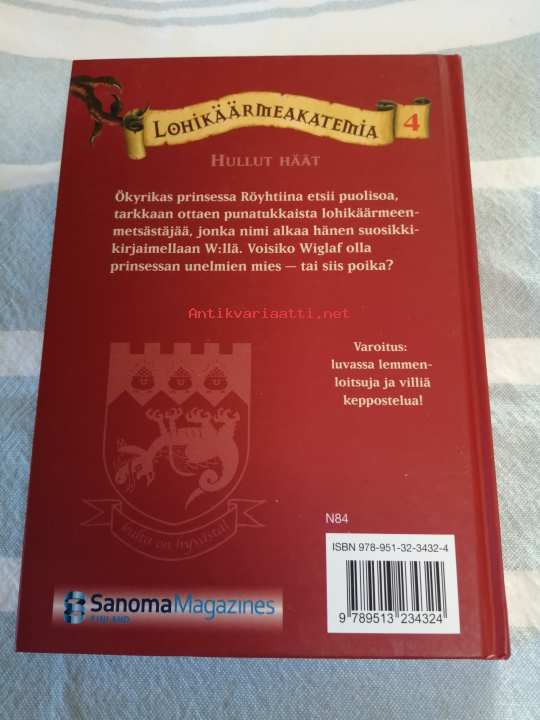 LOHIKÄÄRMEAKATEMIA 4
HULLUT HÄÄT
Ökyrikas prinsessa Röyhtiina etsii puolisoa,
tarkkaan ottaen punatukkaista lohikäärmeen-
metsästäjää, jonka nimi alkaa hänen suosikki-
kirjaimellaan W:llä. Voisiko Wiglaf olla
prinsessan unelmien mies — tai siis poika?
Antikvariaatti.net
Varoitus:
luvassa lemmen-
loitsuja ja villiä
keppostelua!
N84
ISBN 978-951-32-3432-4
9 789513 234324
SanomaMagazines
FINLAND